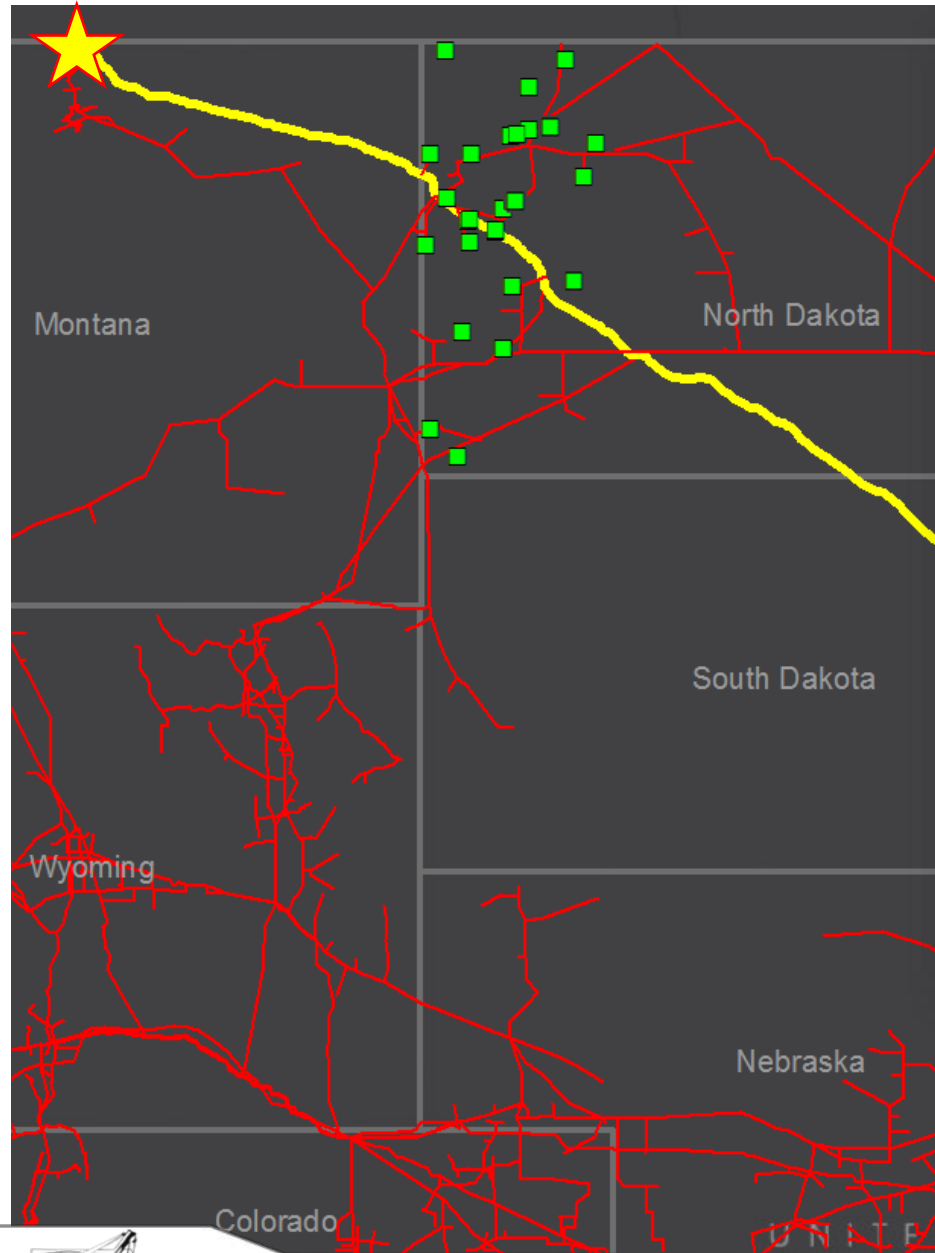 North Dakota
Montana
South Dakota
Wyoming
Nebraska
Colorado
U N I T E